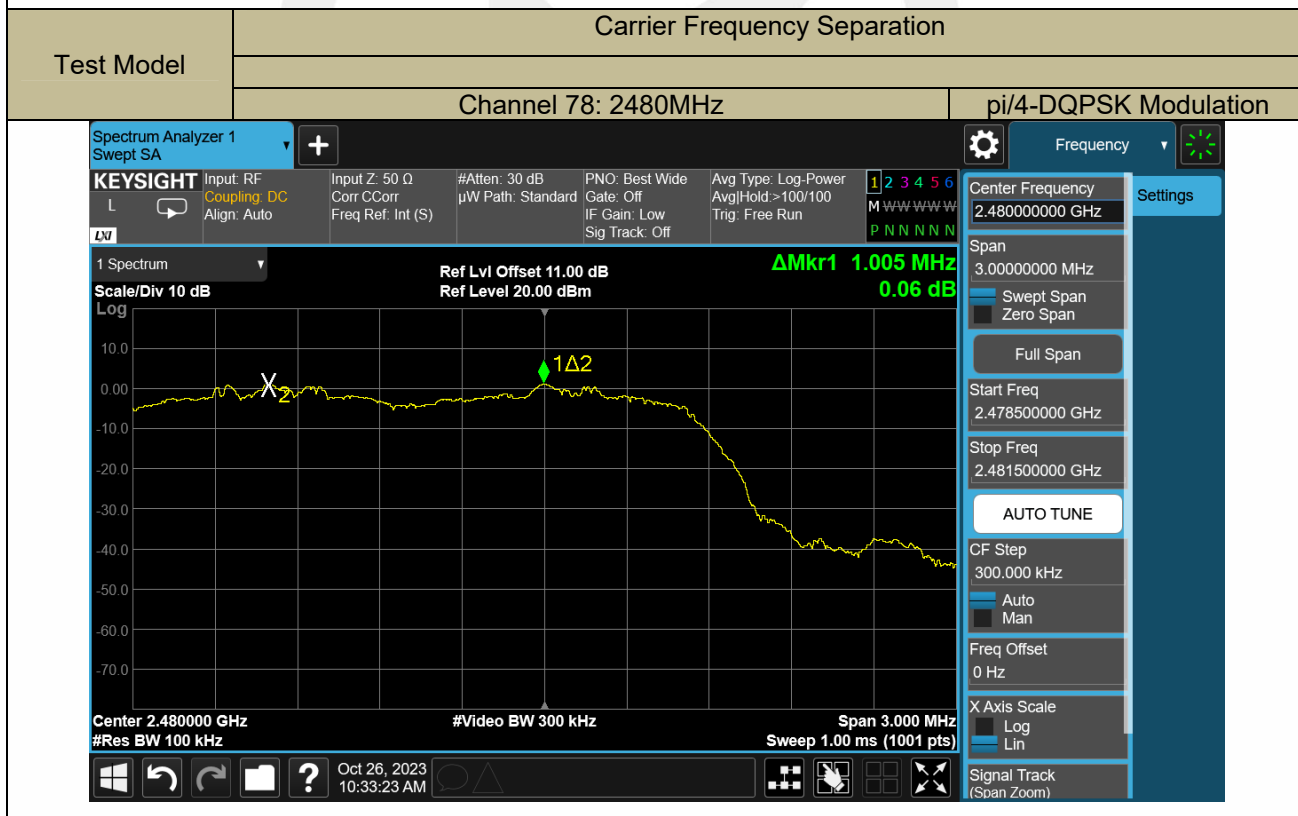 Carrier Frequency Separation
Test Model
Channel 78: 2480MHz
pi/4-DQPSK Modulation
Spectrum Analyzer 1
Swept SA
+
Frequency
KEYSIGHT
L
LXI
Input: RF
Coupling: DC
Align: Auto
Input Z: 50 Ω
Corr CCorr
Freq Ref: Int (S)
#Atten: 30 dB
µW Path: Standard
PNO: Best Wide
Gate: Off
IF Gain: Low
Sig Track: Off
Avg Type: Log-Power
Avg|Hold:>100/100
Trig: Free Run
1 2 3 4 5 6
M W W W W W
P N N N N N
1 Spectrum
Scale/Div 10 dB
Log
Ref Lvl Offset 11.00 dB
Ref Level 20.00 dBm
ΔMkr1 1.005 MHz
0.06 dB
10.0
0.00
-10.0
-20.0
-30.0
-40.0
-50.0
-60.0
-70.0
X2
1Δ2
Center 2.480000 GHz
#Res BW 100 kHz
#Video BW 300 kHz
Span 3.000 MHz
Sweep 1.00 ms (1001 pts)
Center Frequency
2.480000000 GHz
Settings
Span
3.00000000 MHz
Swept Span
Zero Span
Full Span
Start Freq
2.478500000 GHz
Stop Freq
2.481500000 GHz
AUTO TUNE
CF Step
300.000 kHz
Auto
Man
Freq Offset
0 Hz
X Axis Scale
Log
Lin
Signal Track
(Span Zoom)
?
Oct 26, 2023
10:33:23 AM